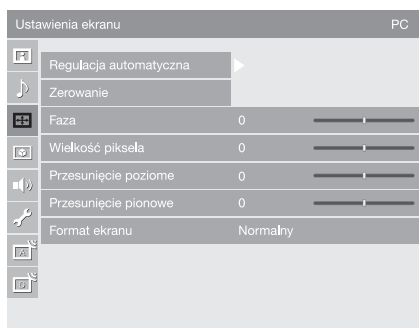 Ustawienia ekranu PC
Regulacja automatyczna
Zerowanie
Faza 0
Wielkość piksela 0
Przesunięcie poziome 0
Przesunięcie pionowe 0
Format ekranu Normalny
A